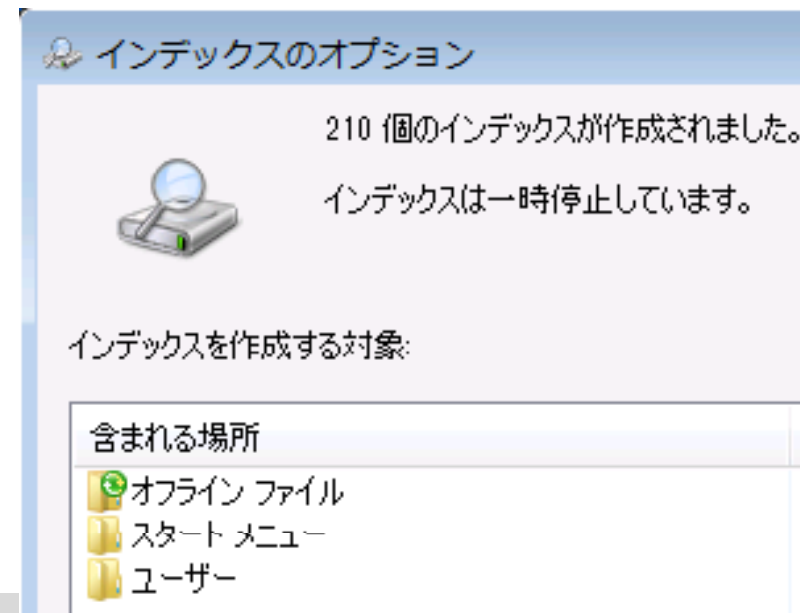 インデックスのオプション
210 個のインデックスが作成されました。
インデックスは一時停止しています。
インデックスを作成する対象:
含まれる場所
オフライン ファイル
スタート メニュー
ユーザー